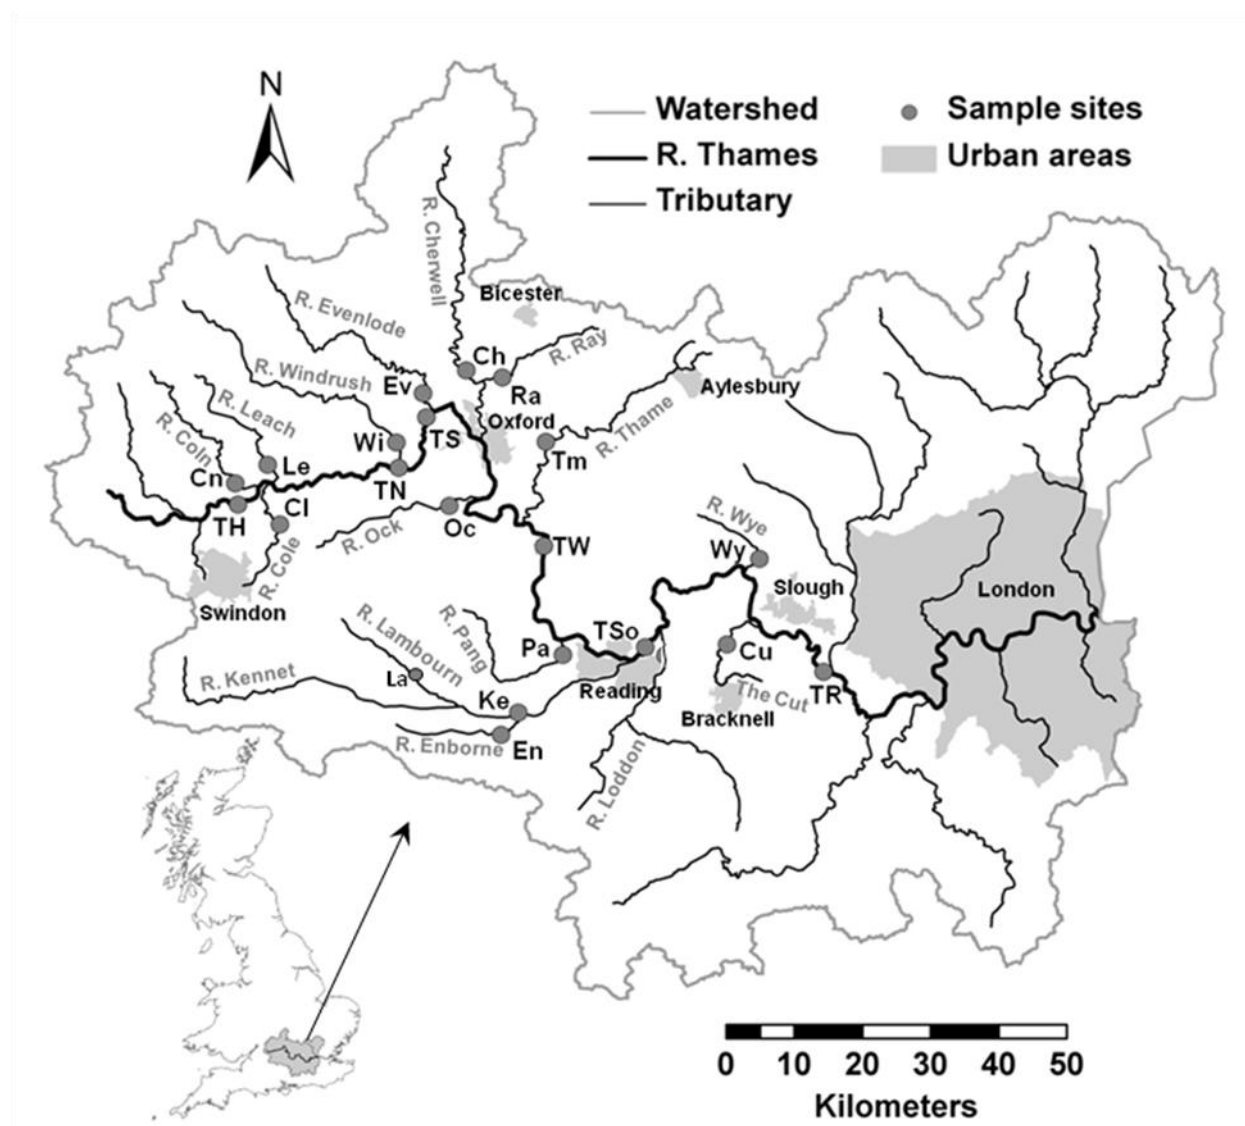 N
Watershed
R. Thames
Tributary
Sample sites
Urban areas
R. Cherwell
Bicester
R. Evenlode
R. Ray
Ch
R. Windrush
Ev
Ra
Aylesbury
R. Leach
Oxford
R. Thame
R. Coln
Wi
TS
Tm
Cn
Le
TN
TH
Cl
Oc
R. Ock
R. Wye
TW
Wy
R. Cole
Slough
London
Swindon
R. Lambourn
R. Pang
TSo
Pa
Cu
R. Kennet
La
Reading
The Cut
TR
Ke
Bracknell
R. Enborne
En
R. Loddon
0 10 20 30 40 50
Kilometers